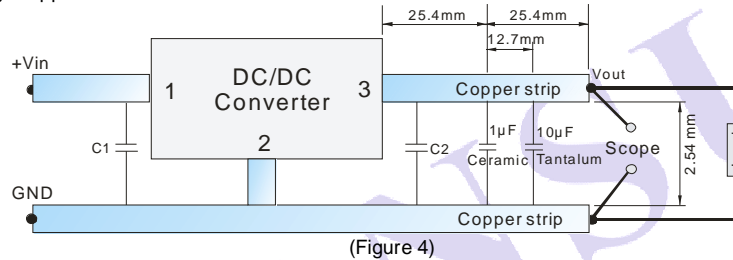 25.4mm 25.4mm
12.7mm
+Vin
DC/DC
Converter
1
3
2
Copper strip
Vout
C1
C2
1µF
Ceramic
10µF
Tantalum
Scope
2.54 mm
GND
Copper strip
(Figure 4)